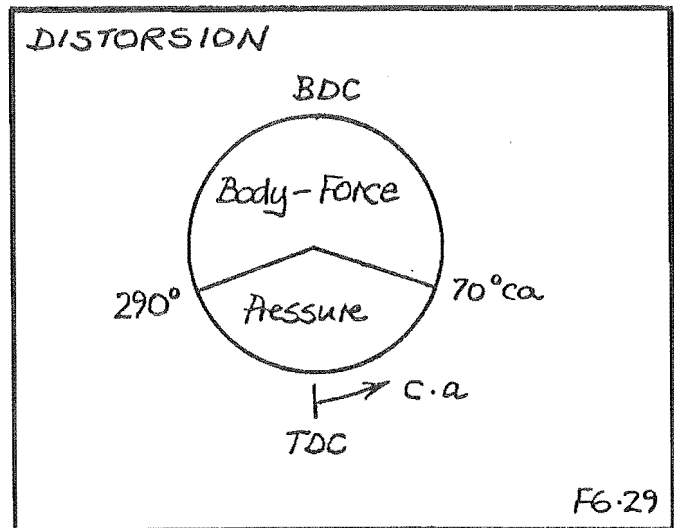 DISTORSION
BDC
Body-Force
290°
Pressure
70°ca
c.a
TDC
F6.29